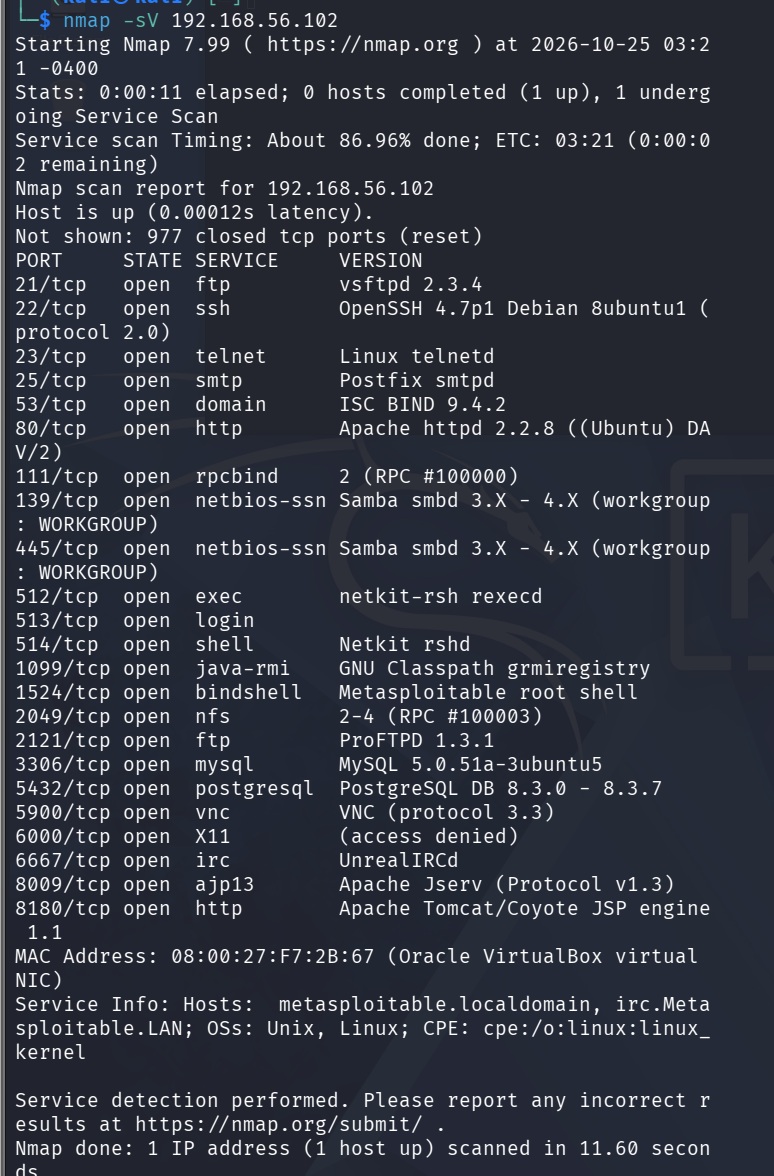 └─$ nmap -sV 192.168.56.102
Starting Nmap 7.99 ( https://nmap.org ) at 2026-10-25 03:2
1 -0400
Stats: 0:00:11 elapsed; 0 hosts completed (1 up), 1 underg
oing Service Scan
Service scan Timing: About 86.96% done; ETC: 03:21 (0:00:0
2 remaining)
Nmap scan report for 192.168.56.102
Host is up (0.00012s latency).
Not shown: 977 closed tcp ports (reset)
PORT     STATE SERVICE     VERSION
21/tcp   open  ftp         vsftpd 2.3.4
22/tcp   open  ssh         OpenSSH 4.7p1 Debian 8ubuntu1 (
protocol 2.0)
23/tcp   open  telnet      Linux telnetd
25/tcp   open  smtp        Postfix smtpd
53/tcp   open  domain      ISC BIND 9.4.2
80/tcp   open  http        Apache httpd 2.2.8 ((Ubuntu) DA
V/2)
111/tcp  open  rpcbind     2 (RPC #100000)
139/tcp  open  netbios-ssn Samba smbd 3.X - 4.X (workgroup
: WORKGROUP)
445/tcp  open  netbios-ssn Samba smbd 3.X - 4.X (workgroup
: WORKGROUP)
512/tcp  open  exec        netkit-rsh rexecd
513/tcp  open  login
514/tcp  open  shell       Netkit rshd
1099/tcp open  java-rmi    GNU Classpath grmiregistry
1524/tcp open  bindshell   Metasploitable root shell
2049/tcp open  nfs         2-4 (RPC #100003)
2121/tcp open  ftp         ProFTPD 1.3.1
3306/tcp open  mysql       MySQL 5.0.51a-3ubuntu5
5432/tcp open  postgresql  PostgreSQL DB 8.3.0 - 8.3.7
5900/tcp open  vnc         VNC (protocol 3.3)
6000/tcp open  X11         (access denied)
6667/tcp open  irc         UnrealIRCd
8009/tcp open  ajp13       Apache Jserv (Protocol v1.3)
8180/tcp open  http        Apache Tomcat/Coyote JSP engine
 1.1
MAC Address: 08:00:27:F7:2B:67 (Oracle VirtualBox virtual
NIC)
Service Info: Hosts:  metasploitable.localdomain, irc.Meta
sploitable.LAN; OSs: Unix, Linux; CPE: cpe:/o:linux:linux_
kernel

Service detection performed. Please report any incorrect r
esults at https://nmap.org/submit/ .
Nmap done: 1 IP address (1 host up) scanned in 11.60 secon
ds